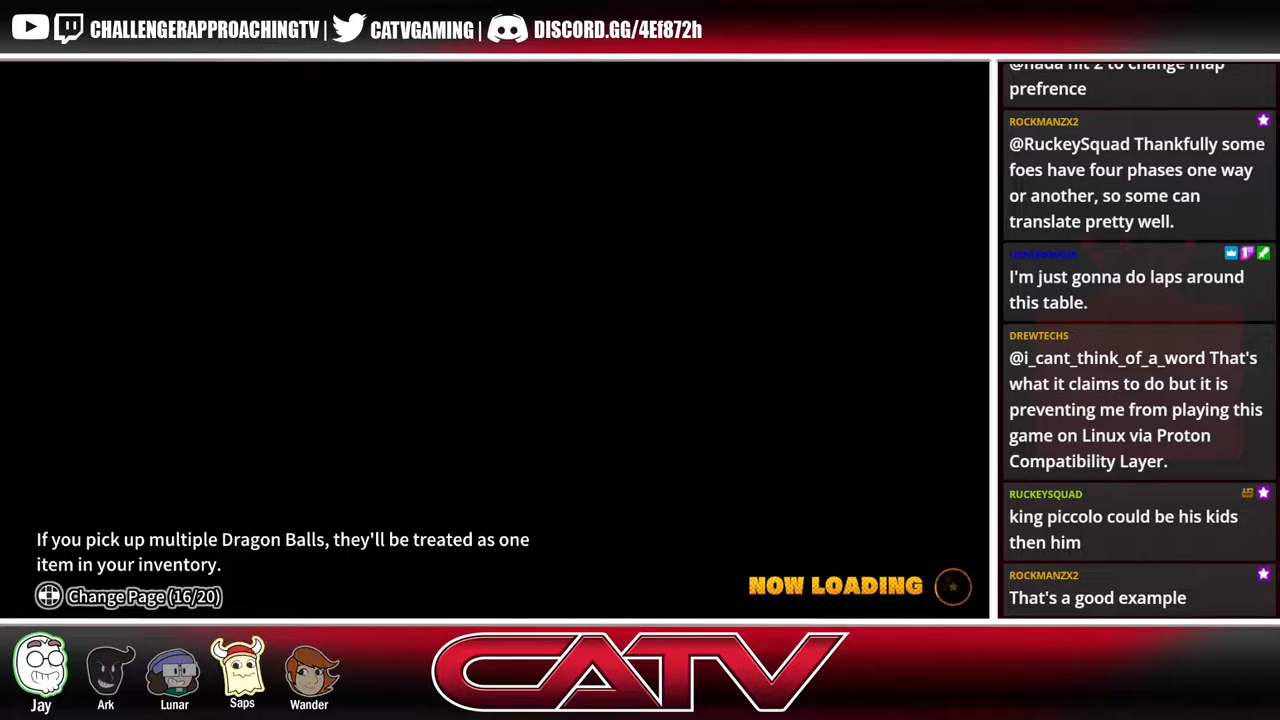 CHALLENGERAPPROACHINGTV | CATVGAMING | DISCORD.GG/4Ef872h
hit 2 to change map
prefrence
ROCKMANZX2
@RuckeySquad Thankfully some
foes have four phases one way
or another, so some can
translate pretty well.
I'm just gonna do laps around
this table.
DREWTECHS
@i_cant_think_of_a_word That's
what it claims to do but it is
preventing me from playing this
game on Linux via Proton
Compatibility Layer.
RUCKEYSQUAD
king piccolo could be his kids
then him
ROCKMANZX2
That's a good example
If you pick up multiple Dragon Balls, they'll be treated as one
item in your inventory.
Change Page (16/20)
NOW LOADING
Jay
Ark
Lunar
Saps
Wander
CATV